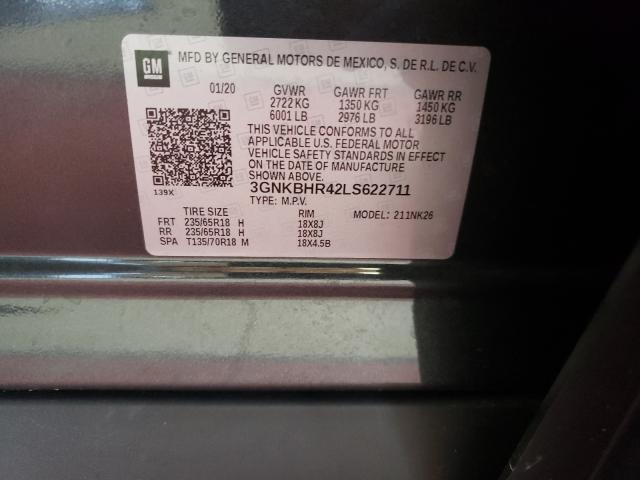 GM
MFD BY GENERAL MOTORS DE MEXICO, S. DE R.L. DE C.V.
01/20 GVWR GAWR FRT GAWR RR
2722 KG 1350 KG 1450 KG
6001 LB 2976 LB 3196 LB
THIS VEHICLE CONFORMS TO ALL
APPLICABLE U.S. FEDERAL MOTOR
VEHICLE SAFETY STANDARDS IN EFFECT
ON THE DATE OF MANUFACTURE
SHOWN ABOVE.
139X 3GNKBHR42LS622711
TYPE: M.P.V. MODEL: 211NK26
TIRE SIZE RIM
FRT 235/65R18 H 18X8J
RR 235/65R18 H 18X8J
SPA T135/70R18 M 18X4.5B